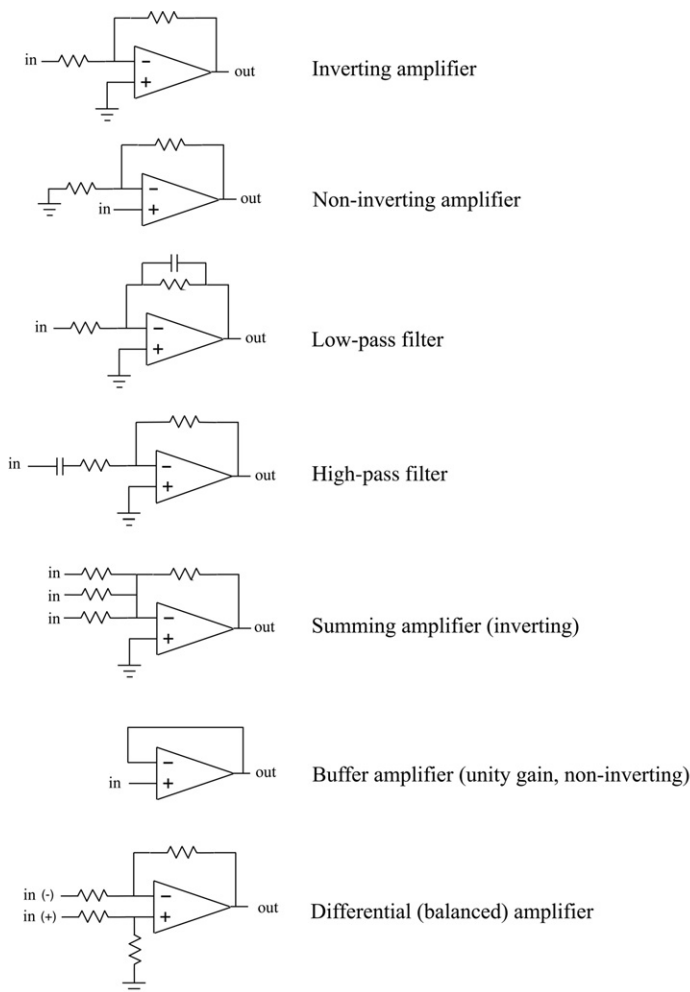 in
−
+
out
Inverting amplifier
−
in
+
out
Non-inverting amplifier
in
−
+
out
Low-pass filter
in
−
+
out
High-pass filter
in
in
in
−
+
out
Summing amplifier (inverting)
−
in
+
out
Buffer amplifier (unity gain, non-inverting)
in (-)
in (+)
−
+
out
Differential (balanced) amplifier